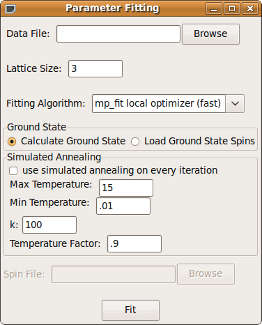 Parameter Fitting
Data File: Browse
Lattice Size: 3
Fitting Algorithm: mp_fit local optimizer (fast)
Ground State
Calculate Ground State Load Ground State Spins
Simulated Annealing
use simulated annealing on every iteration
Max Temperature: 15
Min Temperature: .01
k: 100
Temperature Factor: .9
Spin File: Browse
Fit